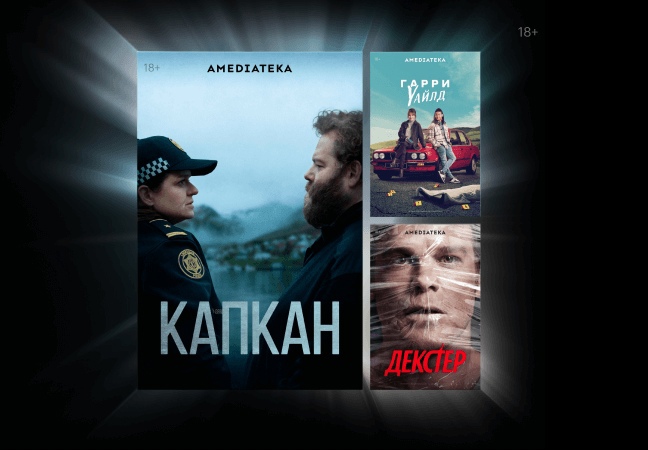 18+
18+
AMEDIATEKA
КАПКАН
AMEDIATEKA
ГАРРИ
УАЙЛД
AMEDIATEKA
ДЕКСТЕР